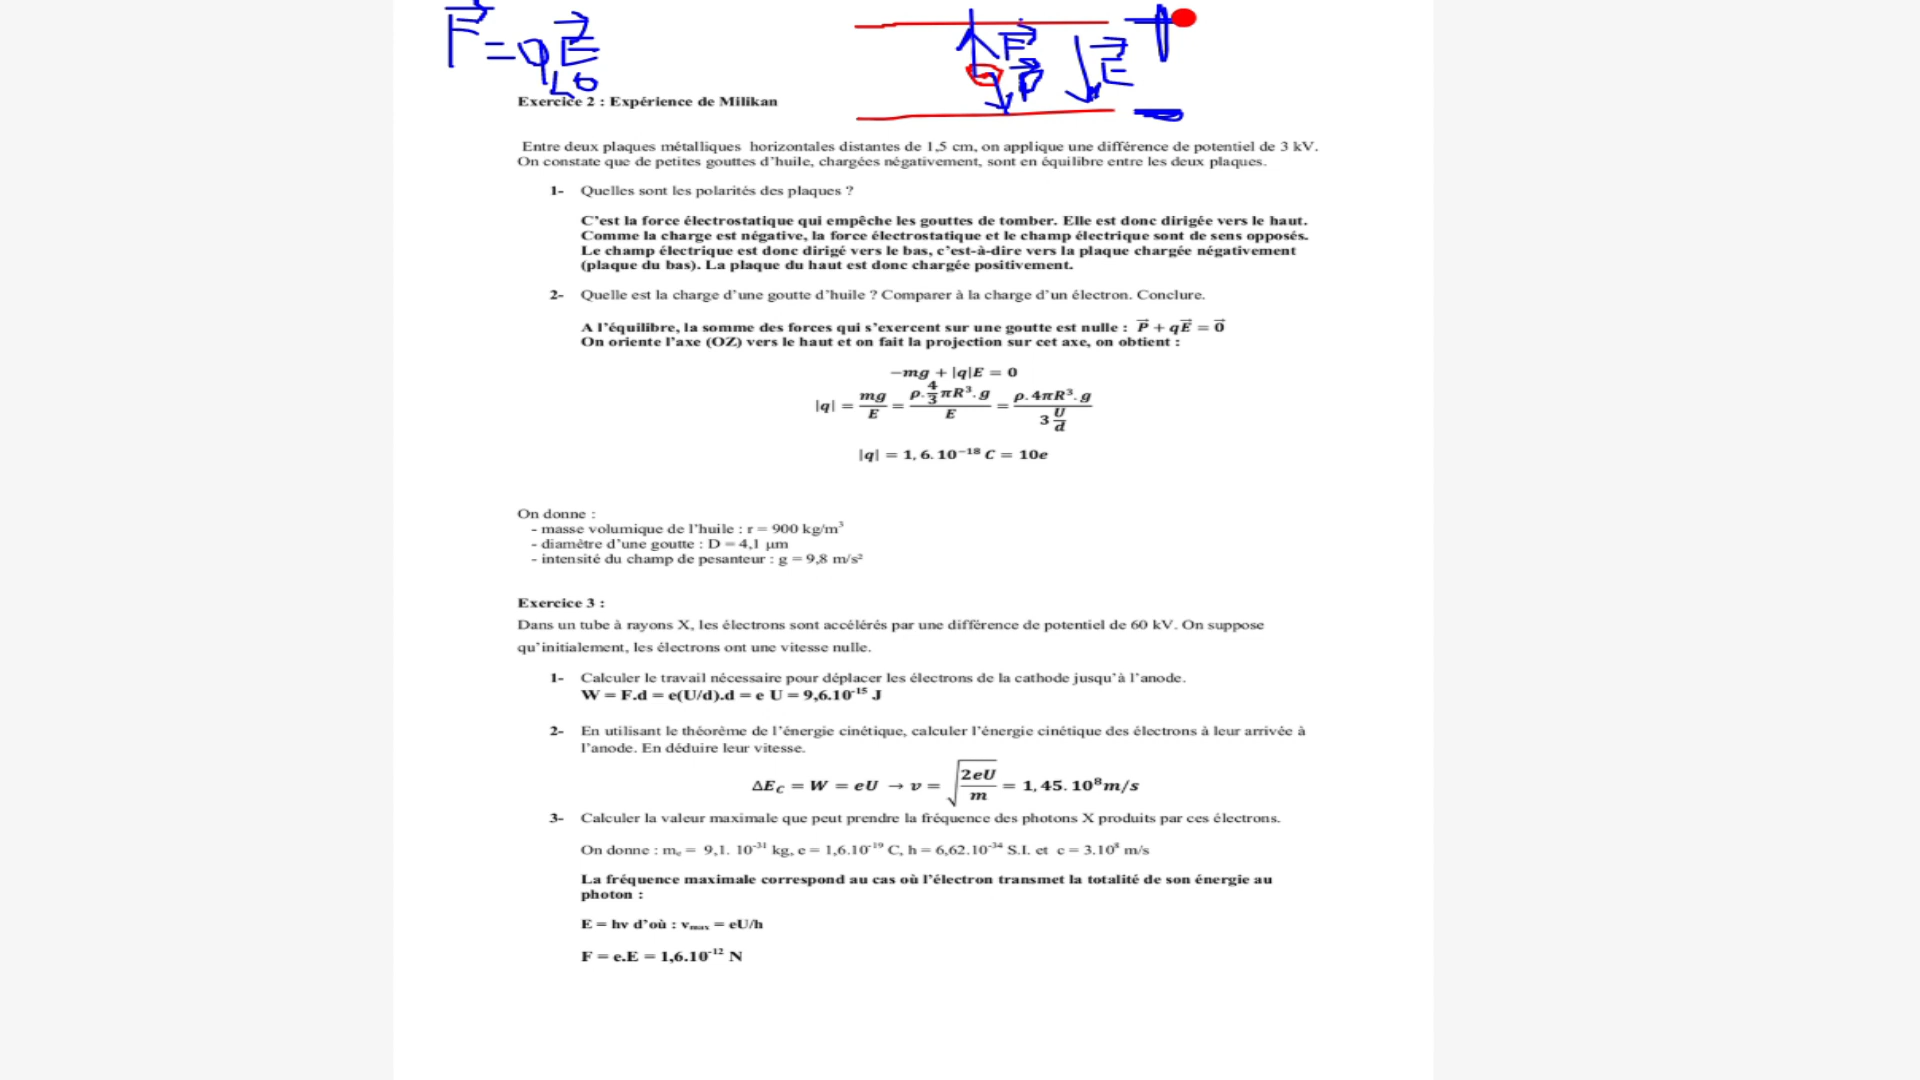 F = qE
<0
F
P
E
+
-
Exercice 2 : Expérience de Milikan
Entre deux plaques métalliques horizontales distantes de 1,5 cm, on applique une différence de potentiel de 3 kV.
On constate que de petites gouttes d'huile, chargées négativement, sont en équilibre entre les deux plaques.
1- Quelles sont les polarités des plaques ?
C'est la force électrostatique qui empêche les gouttes de tomber. Elle est donc dirigée vers le haut.
Comme la charge est négative, la force électrostatique et le champ électrique sont de sens opposés.
Le champ électrique est donc dirigé vers le bas, c'est-à-dire vers la plaque chargée négativement
(plaque du bas). La plaque du haut est donc chargée positivement.
2- Quelle est la charge d'une goutte d'huile ? Comparer à la charge d'un électron. Conclure.
A l'équilibre, la somme des forces qui s'exercent sur une goutte est nulle : P⃗ + qE⃗ = 0⃗
On oriente l'axe (OZ) vers le haut et on fait la projection sur cet axe, on obtient :
−mg + |q|E = 0
|q| = mg/E = ρ.4/3 πR³.g / E = ρ.4πR³.g / 3 U/d
|q| = 1,6.10⁻¹⁸ C = 10e
On donne :
- masse volumique de l'huile : r = 900 kg/m³
- diamètre d'une goutte : D = 4,1 µm
- intensité du champ de pesanteur : g = 9,8 m/s²
Exercice 3 :
Dans un tube à rayons X, les électrons sont accélérés par une différence de potentiel de 60 kV. On suppose
qu'initialement, les électrons ont une vitesse nulle.
1- Calculer le travail nécessaire pour déplacer les électrons de la cathode jusqu'à l'anode.
W = F.d = e(U/d).d = e U = 9,6.10⁻¹⁵ J
2- En utilisant le théorème de l'énergie cinétique, calculer l'énergie cinétique des électrons à leur arrivée à
l'anode. En déduire leur vitesse.
ΔE_C = W = eU → v = √(2eU/m) = 1,45.10⁸ m/s
3- Calculer la valeur maximale que peut prendre la fréquence des photons X produits par ces électrons.
On donne : mₑ = 9,1. 10⁻³¹ kg, e = 1,6.10⁻¹⁹ C, h = 6,62.10⁻³⁴ S.I. et c = 3.10⁸ m/s
La fréquence maximale correspond au cas où l'électron transmet la totalité de son énergie au
photon :
E = hν d'où : ν_max = eU/h
F = e.E = 1,6.10⁻¹² N